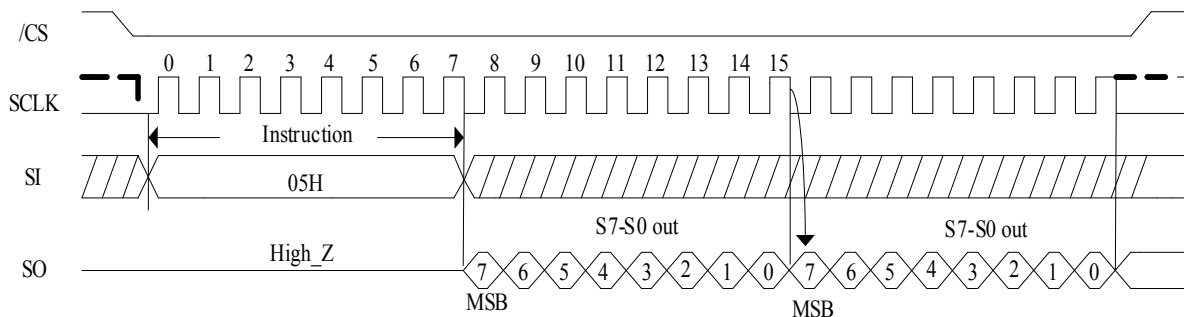 /CS
0 1 2 3 4 5 6 7 8 9 10 11 12 13 14 15
SCLK
Instruction
SI
05H
S7-S0 out
S7-S0 out
High_Z
SO
7 6 5 4 3 2 1 0 7 6 5 4 3 2 1 0
MSB
MSB